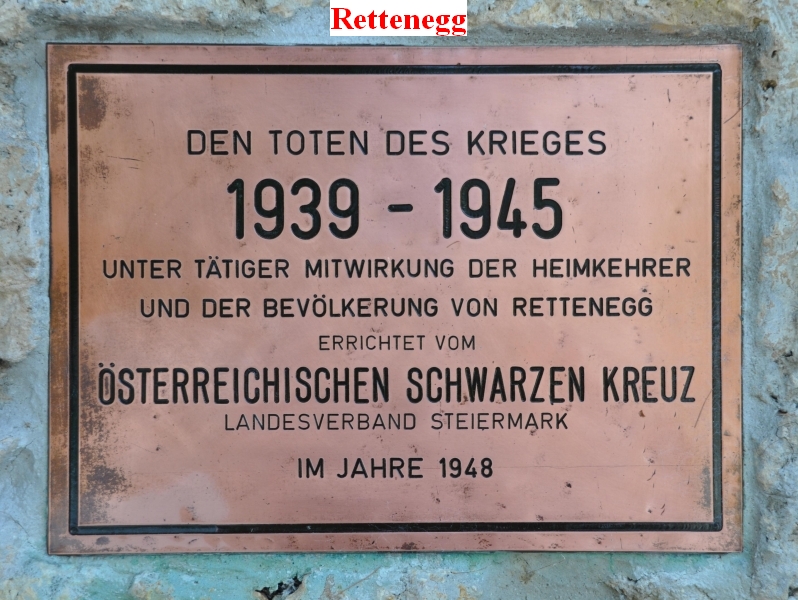 Rettenegg
DEN TOTEN DES KRIEGES
1939 - 1945
UNTER TÄTIGER MITWIRKUNG DER HEIMKEHRER
UND DER BEVÖLKERUNG VON RETTENEGG
ERRICHTET VOM
ÖSTERREICHISCHEN SCHWARZEN KREUZ
LANDESVERBAND STEIERMARK
IM JAHRE 1948